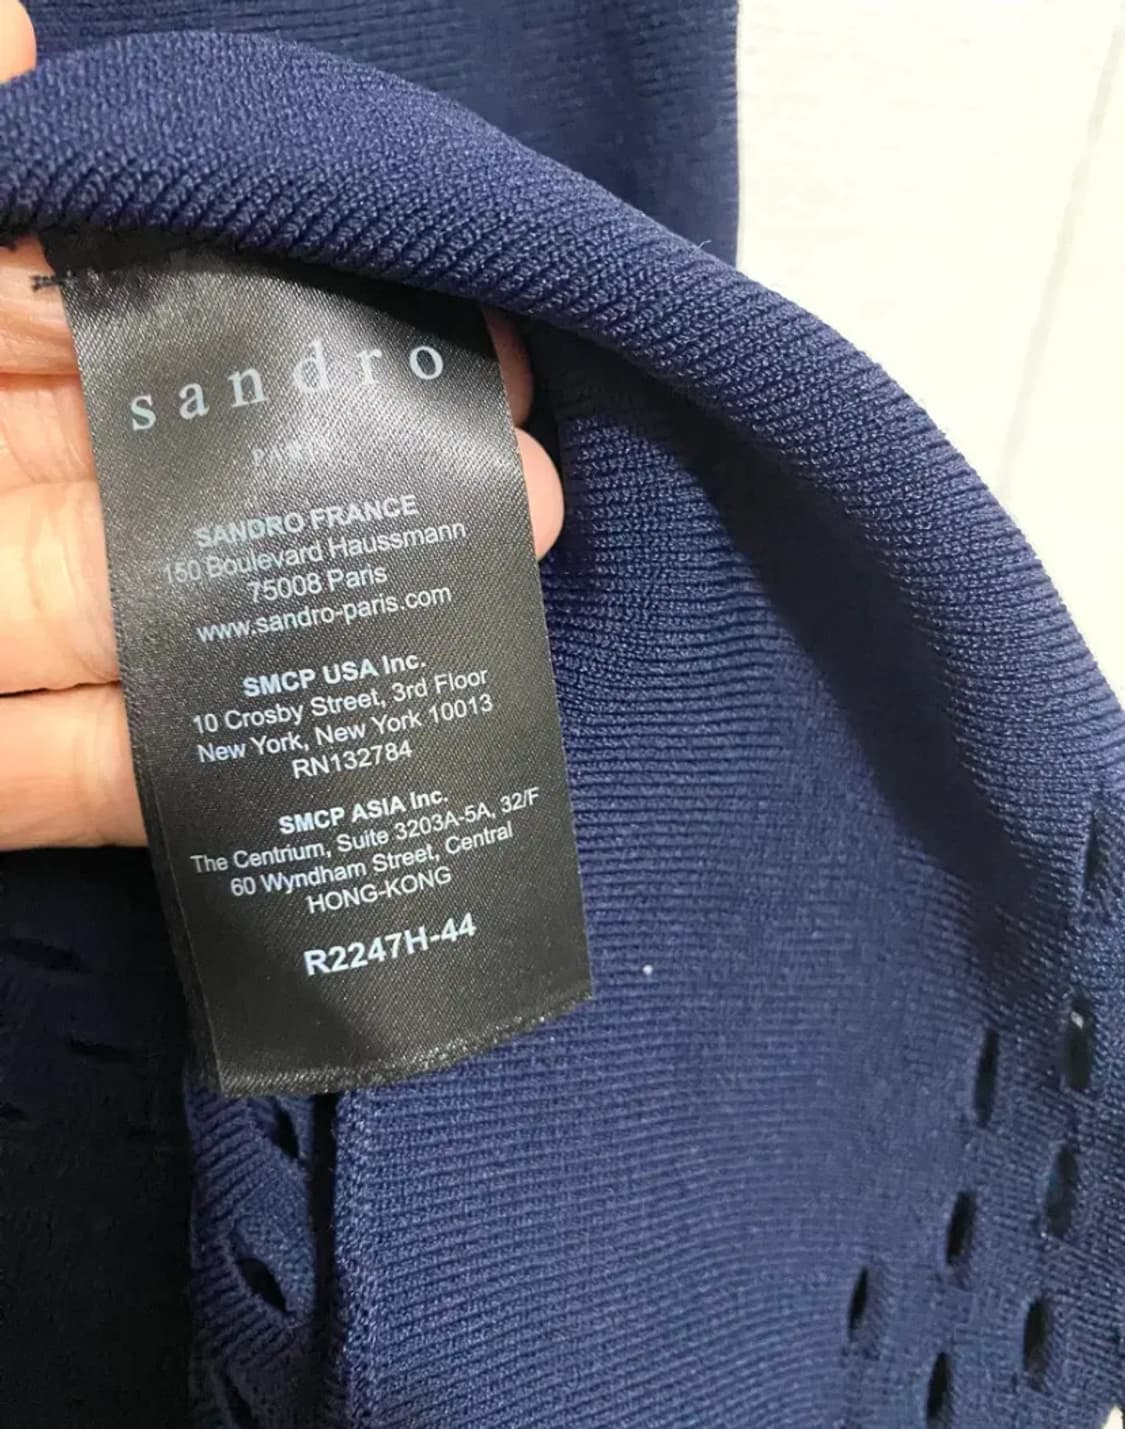 sandro
PARIS
SANDRO FRANCE
150 Boulevard Haussmann
75008 Paris
www.sandro-paris.com
SMCP USA Inc.
10 Crosby Street, 3rd Floor
New York, New York 10013
RN132784
SMCP ASIA Inc.
The Centrium, Suite 3203A-5A, 32/F
60 Wyndham Street, Central
HONG-KONG
R2247H-44